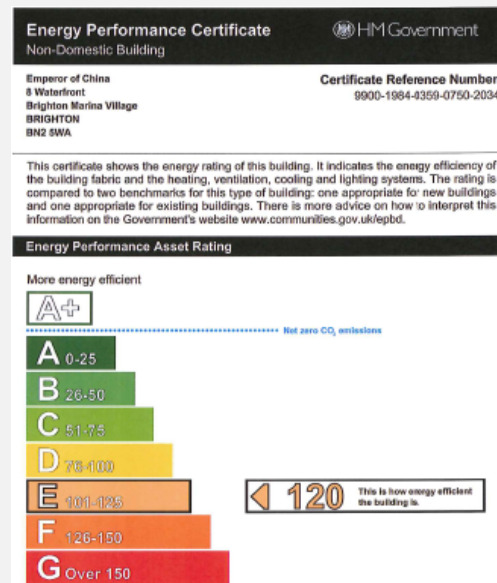 Energy Performance Certificate
HM Government
Non-Domestic Building
Emperor of China
8 Waterfront
Brighton Marina Village
BRIGHTON
BN2 5WA
Certificate Reference Number
9900-1984-0359-0750-2034
This certificate shows the energy rating of this building. It indicates the energy efficiency of
the building fabric and the heating, ventilation, cooling and lighting systems. The rating is
compared to two benchmarks for this type of building: one appropriate for new buildings
and one appropriate for existing buildings. There is more advice on how to interpret this
information on the Government's website www.communities.gov.uk/epbd.
Energy Performance Asset Rating
More energy efficient
A+
Net zero CO₂ emissions
A 0-25
B 26-50
C 51-75
D 76-100
E 101-125
120 This is how energy efficient
the building is.
F 126-150
G Over 150